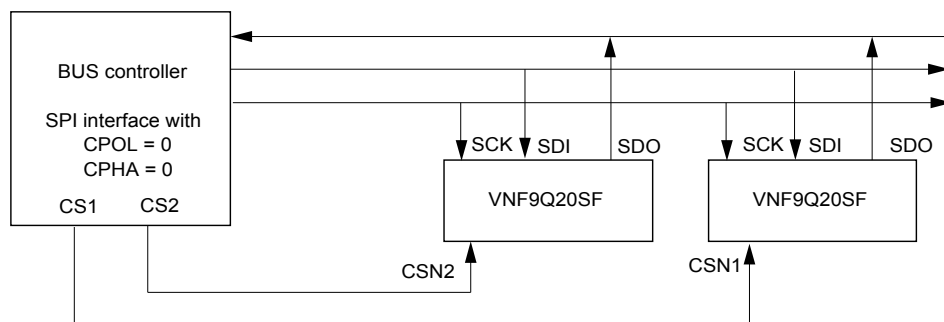 BUS controller
SPI interface with
CPOL = 0
CPHA = 0
CS1 CS2
SCK SDI SDO
VNF9Q20SF
CSN2
SCK SDI SDO
VNF9Q20SF
CSN1